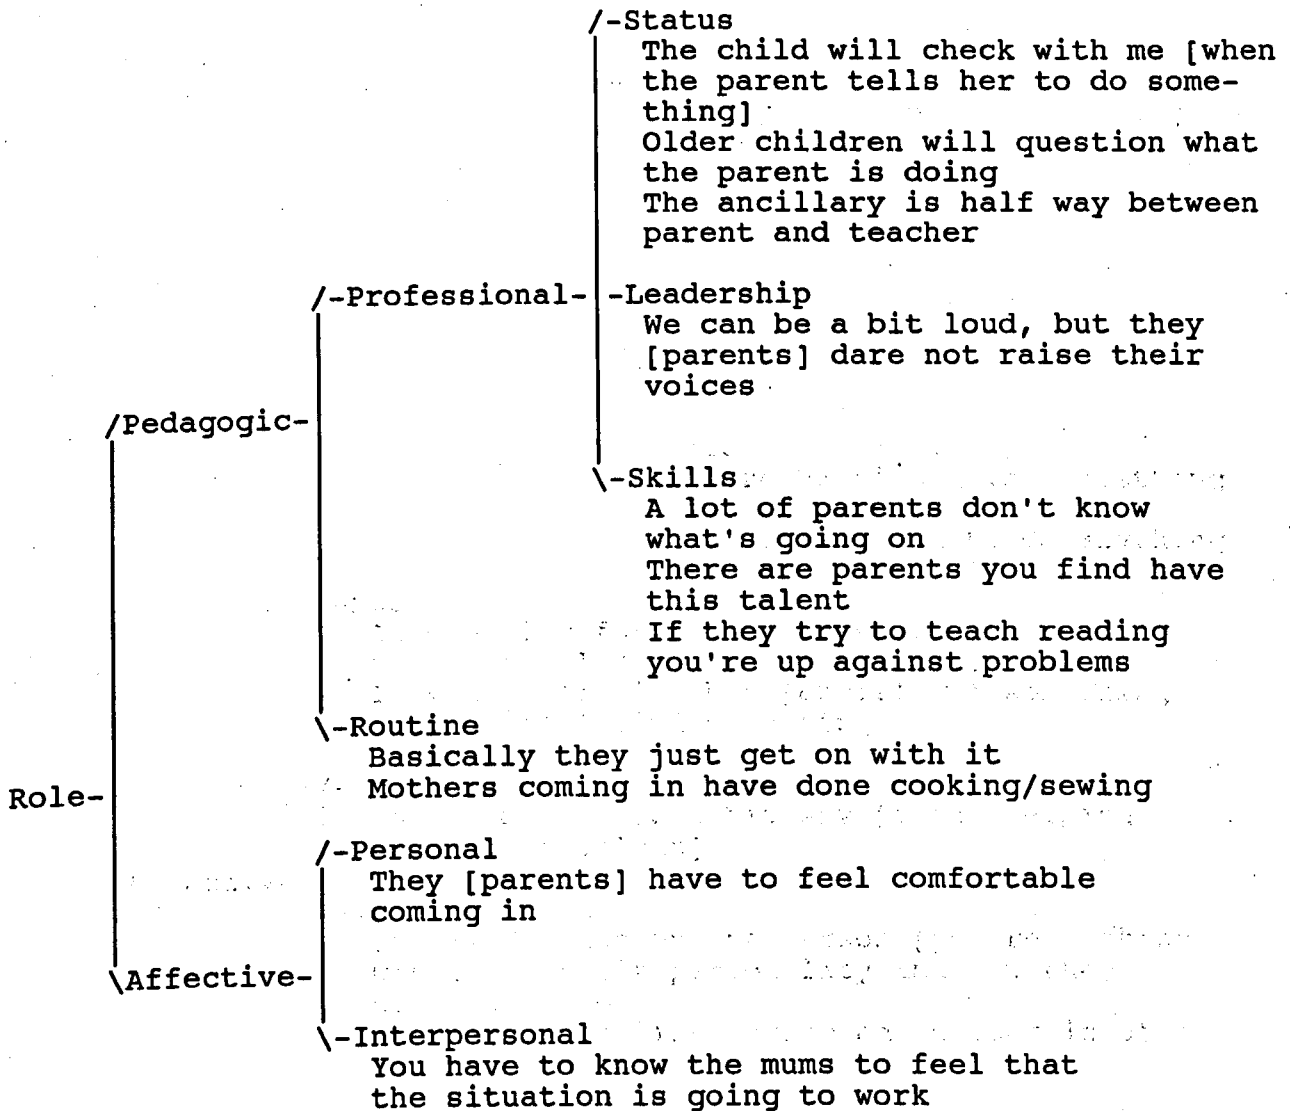 /-Status
The child will check with me [when
the parent tells her to do some-
thing]
Older children will question what
the parent is doing
The ancillary is half way between
parent and teacher
/-Professional-
-Leadership
We can be a bit loud, but they
[parents] dare not raise their
voices
/Pedagogic-
\-Skills
A lot of parents don't know
what's going on
There are parents you find have
this talent
If they try to teach reading
you're up against problems
\-Routine
Basically they just get on with it
Mothers coming in have done cooking/sewing
Role-
/-Personal
They [parents] have to feel comfortable
coming in
\Affective-
\-Interpersonal
You have to know the mums to feel that
the situation is going to work